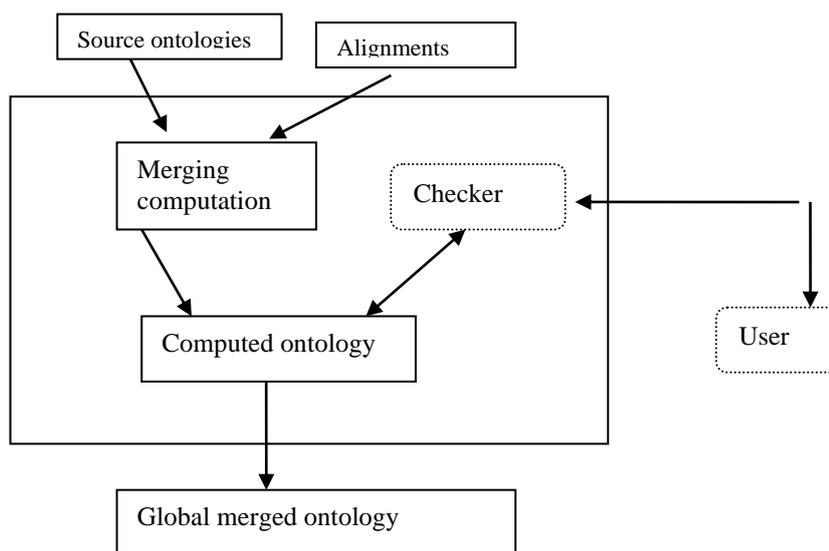 Source ontologies
Alignments
Merging
computation
Checker
Computed ontology
User
Global merged ontology